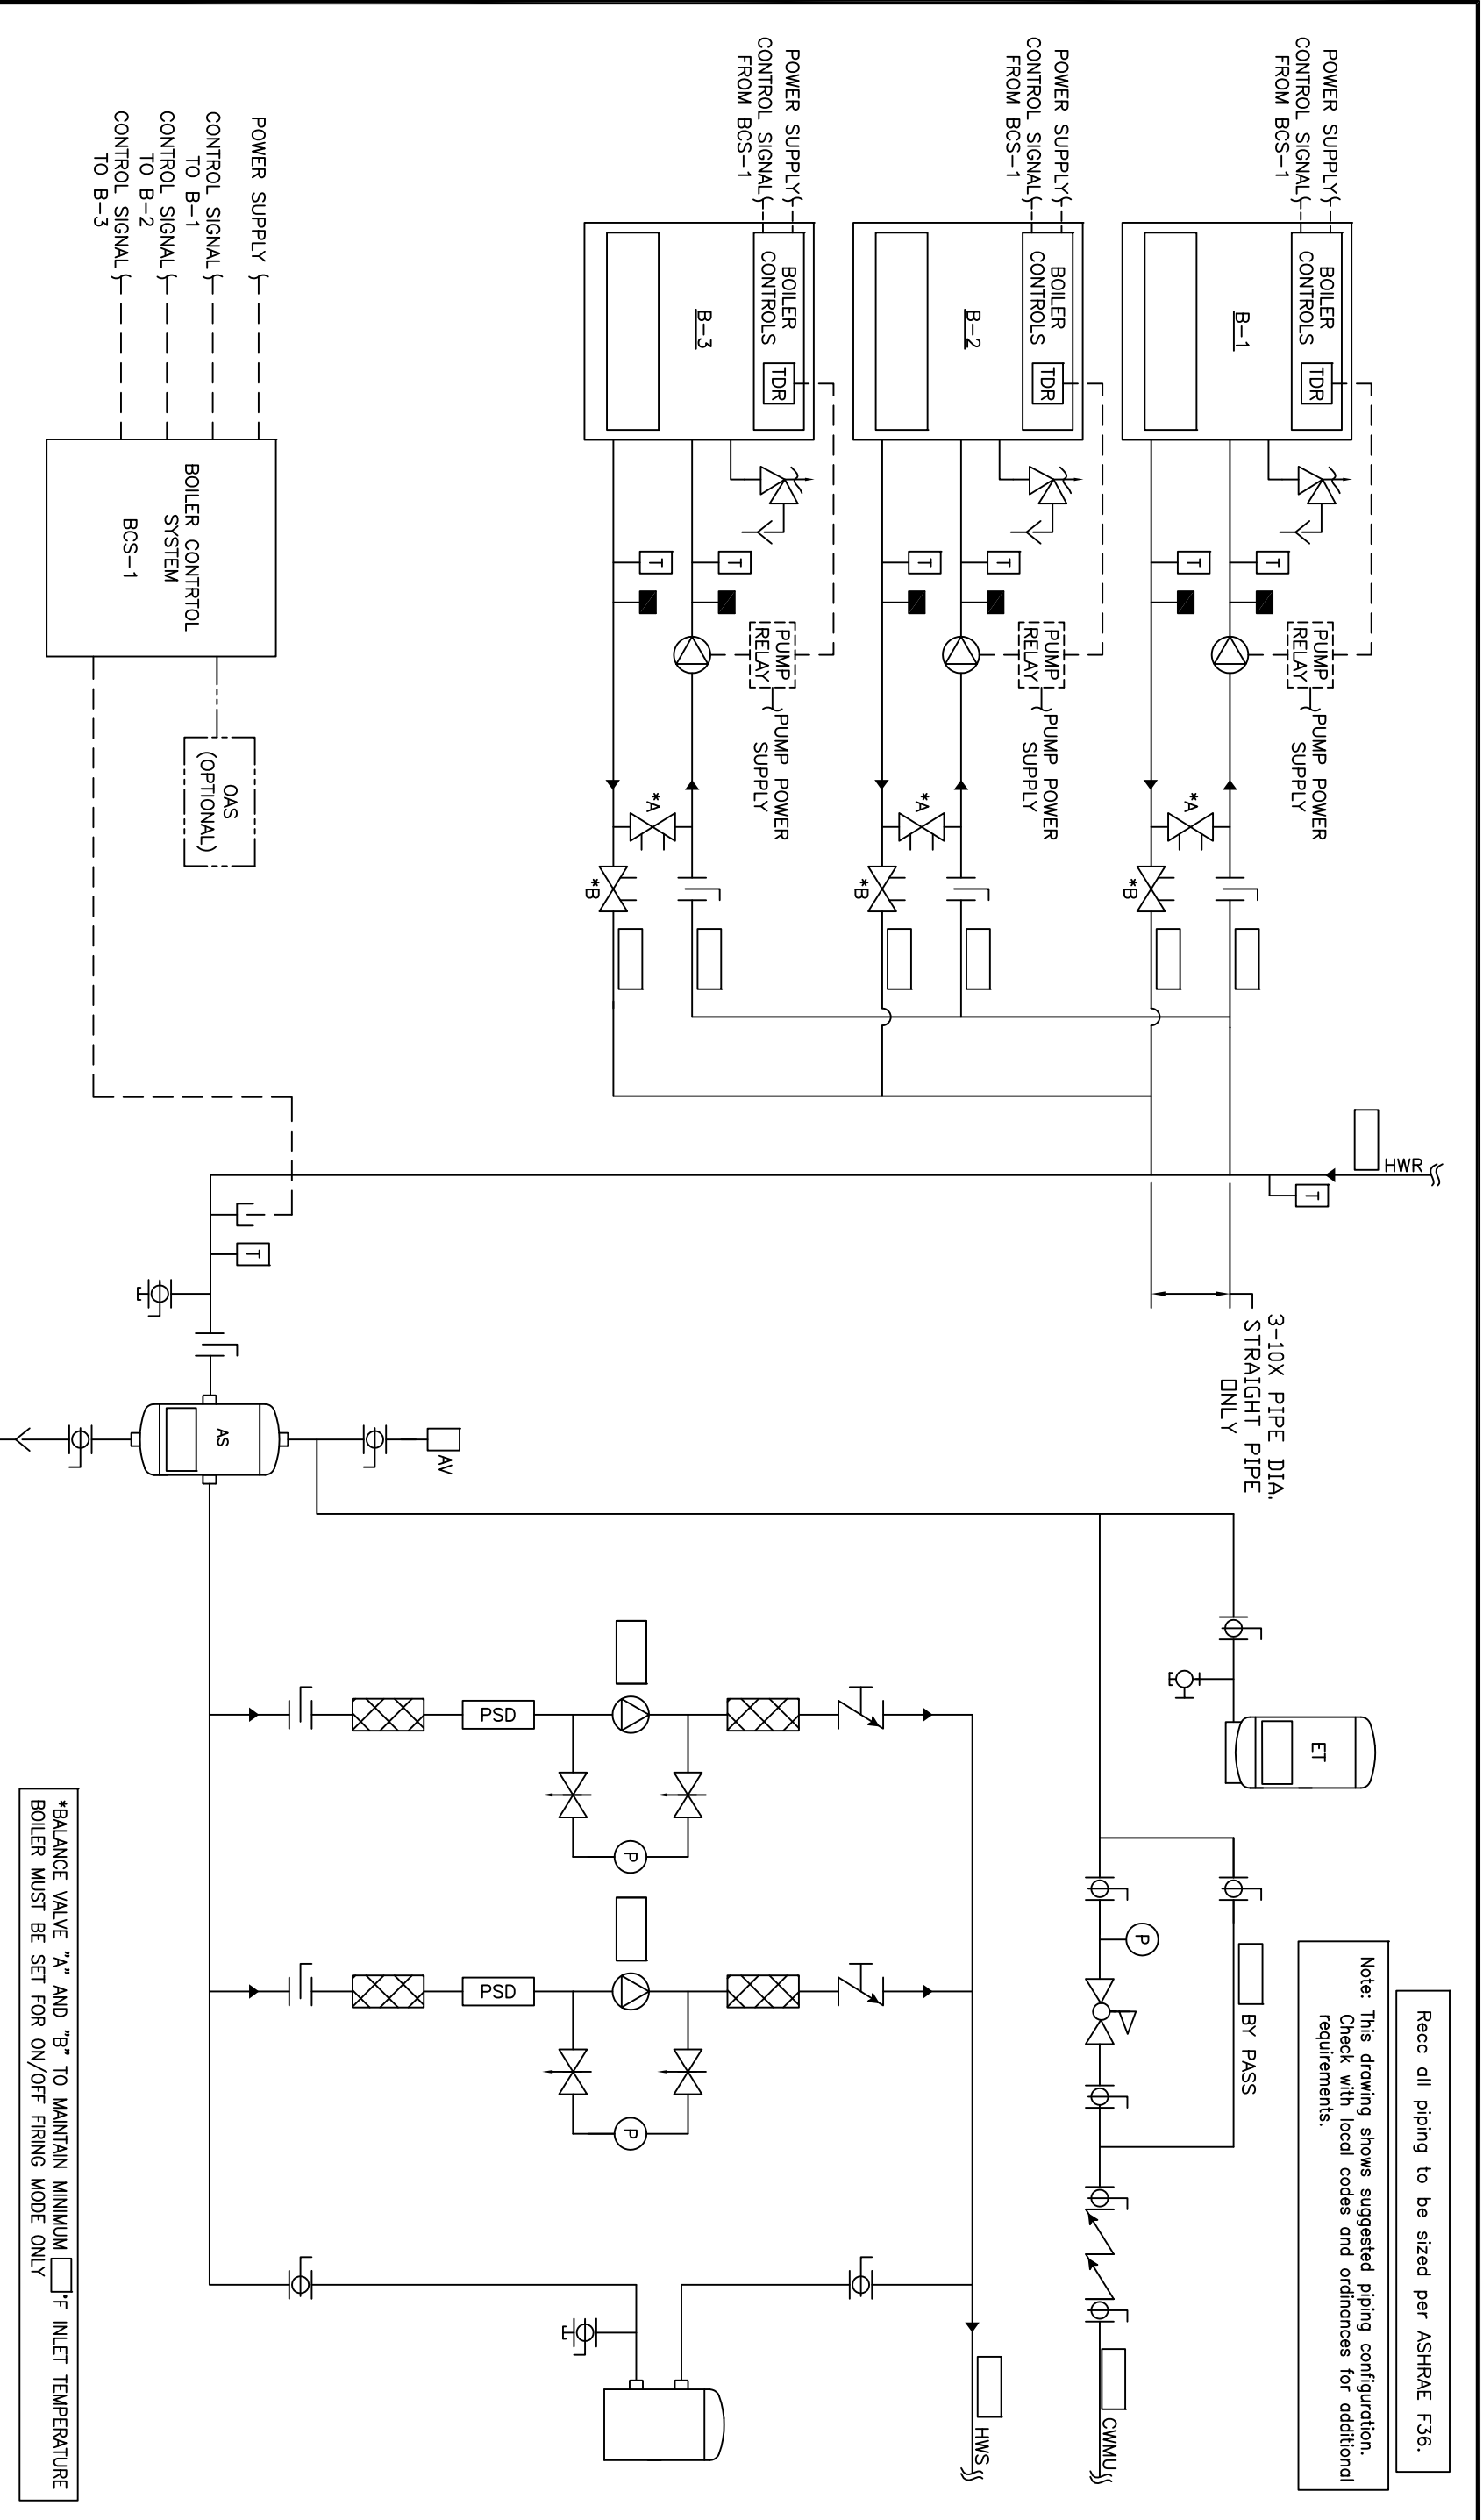 POWER SUPPLY
CONTROL SIGNAL
FROM BCS-1
BOILER
CONTROLS
TDR
B-1
T
T
PUMP
RELAY
PUMP POWER
SUPPLY
*A
*B
POWER SUPPLY
CONTROL SIGNAL
FROM BCS-1
BOILER
CONTROLS
TDR
B-2
T
T
PUMP
RELAY
PUMP POWER
SUPPLY
*A
*B
POWER SUPPLY
CONTROL SIGNAL
FROM BCS-1
BOILER
CONTROLS
TDR
B-3
T
T
PUMP
RELAY
PUMP POWER
SUPPLY
*A
*B
POWER SUPPLY
CONTROL SIGNAL
TO B-1
CONTROL SIGNAL
TO B-2
CONTROL SIGNAL
TO B-3
BOILER CONTRTOL
SYSTEM
BCS-1
OAS
(OPTIONAL)
HWR
T
3-10X PIPE DIA.
STRAIGHT PIPE
ONLY
T
AS
AV
ET
PSD
P
PSD
P
P
BY PASS
CWMU
HWS
Recc all piping to be sized per ASHRAE F36.
Note: This drawing shows suggested piping configuration.
Check with local codes and ordinances for additional
requirements.
*BALANCE VALVE "A" AND "B" TO MAINTAIN MINIMUM °F INLET TEMPERATURE
BOILER MUST BE SET FOR ON/OFF FIRING MODE ONLY